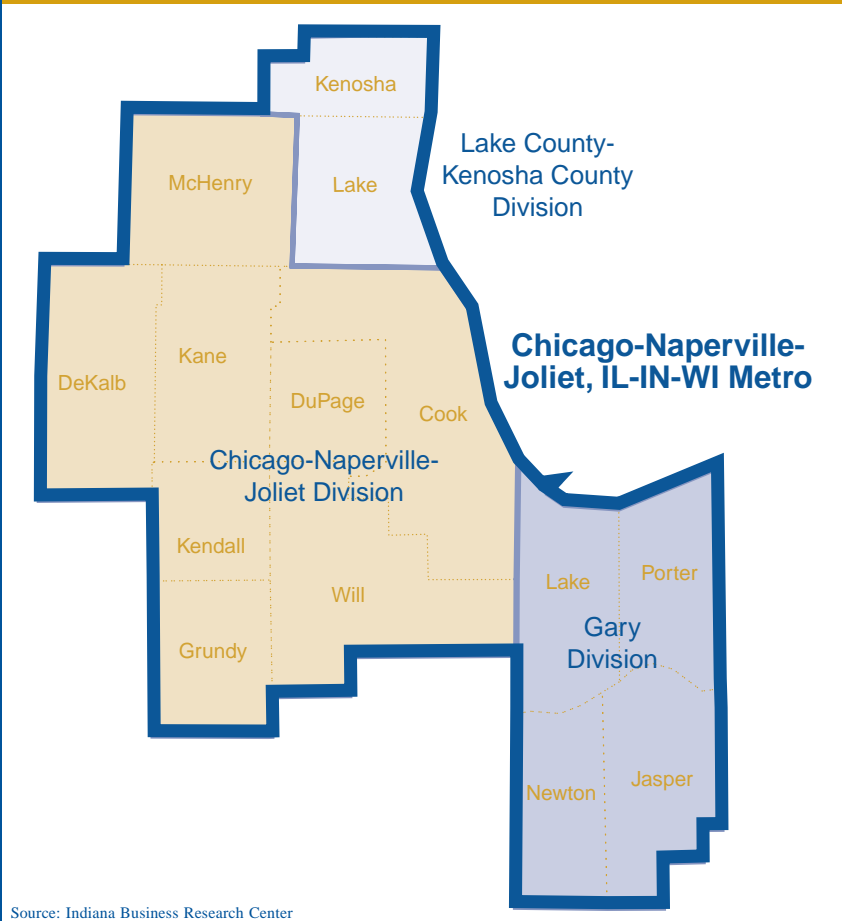 Kenosha
Lake County-
Kenosha County
Division
McHenry
Lake
Chicago-Naperville-
Joliet, IL-IN-WI Metro
Kane
DeKalb
DuPage
Cook
Chicago-Naperville-
Joliet Division
Kendall
Will
Grundy
Lake
Porter
Gary
Division
Newton
Jasper
Source: Indiana Business Research Center